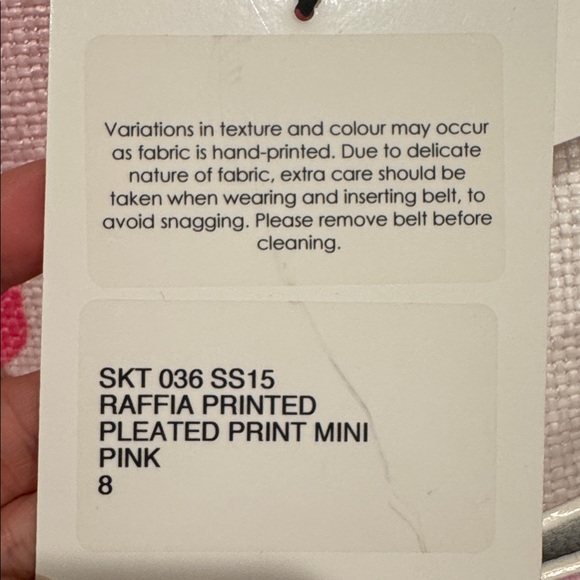 Variations in texture and colour may occur
as fabric is hand-printed. Due to delicate
nature of fabric, extra care should be
taken when wearing and inserting belt, to
avoid snagging. Please remove belt before
cleaning.
SKT 036 SS15
RAFFIA PRINTED
PLEATED PRINT MINI
PINK
8